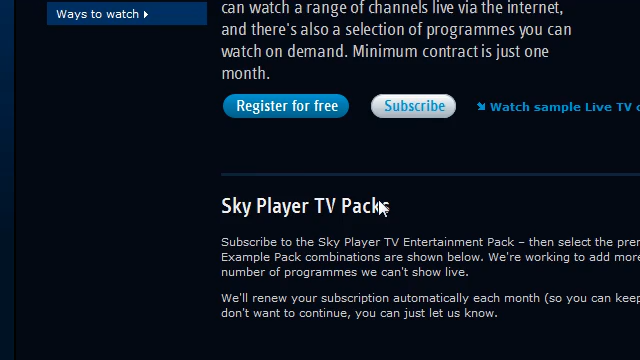 Ways to watch
can watch a range of channels live via the internet,
and there's also a selection of programmes you can
watch on demand. Minimum contract is just one
month.
Register for free
Subscribe
Watch sample Live TV
Sky Player TV Packs
Subscribe to the Sky Player TV Entertainment Pack – then select the
Example Pack combinations are shown below. We're working to add more
number of programmes we can't show live.
We'll renew your subscription automatically each month (so you can keep
don't want to continue, you can just let us know.